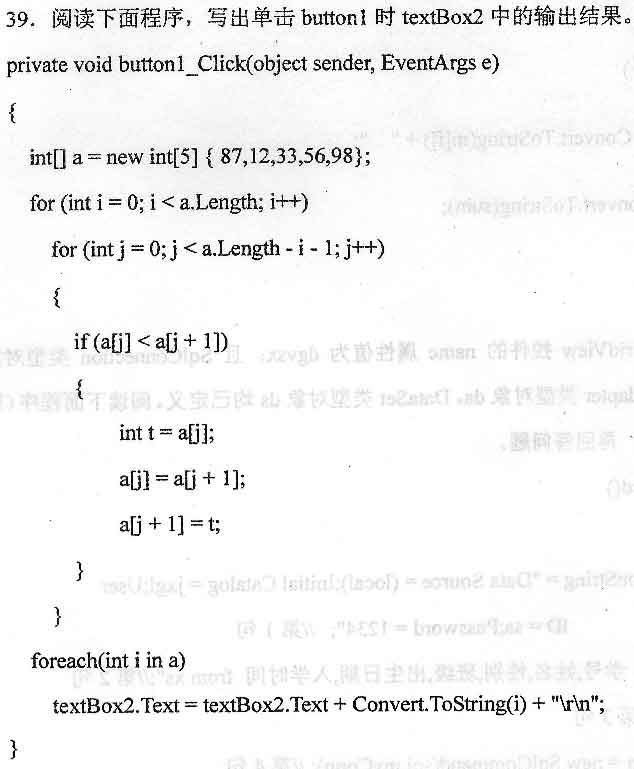 39. 阅读下面程序，写出单击 button1 时 textBox2 中的输出结果。
private void button1_Click(object sender, EventArgs e)
{
int[] a = new int[5] { 87,12,33,56,98};
for (int i = 0; i < a.Length; i++)
for (int j = 0; j < a.Length - i - 1; j++)
{
if (a[j] < a[j + 1])
{
int t = a[j];
a[j] = a[j + 1];
a[j + 1] = t;
}
}
foreach(int i in a)
textBox2.Text = textBox2.Text + Convert.ToString(i) + "\r\n";
}